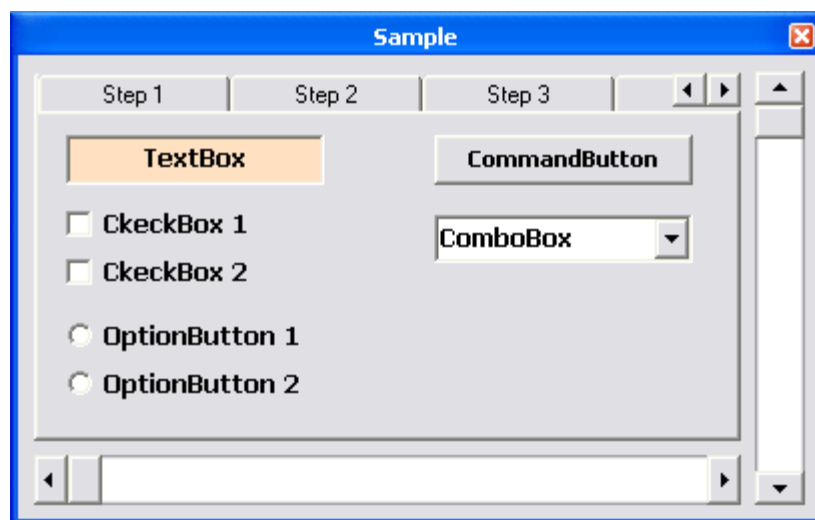 Sample
Step 1 Step 2 Step 3
TextBox CommandButton
CkeckBox 1
ComboBox
CkeckBox 2
OptionButton 1
OptionButton 2